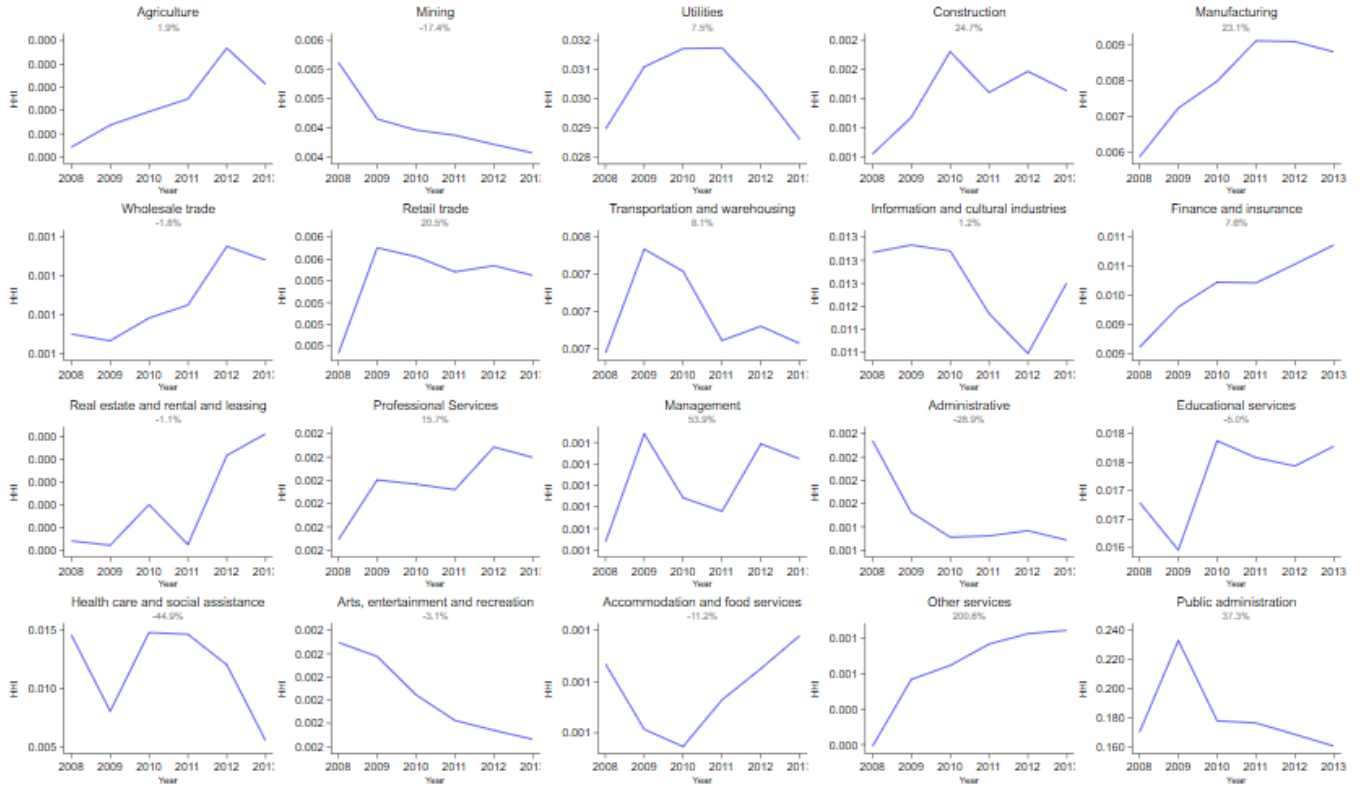 Agriculture
1.9%
0.000
0.000
0.000
0.000
0.000
0.000
HHI
2008 2009 2010 2011 2012 201
Year
Mining
-17.4%
0.006
0.005
0.005
0.004
0.004
HHI
2008 2009 2010 2011 2012 201
Year
Utilities
7.5%
0.032
0.031
0.030
0.029
0.028
HHI
2008 2009 2010 2011 2012 2013
Year
Construction
24.7%
0.002
0.002
0.001
0.001
0.001
HHI
2008 2009 2010 2011 2012 2013
Year
Manufacturing
23.1%
0.009
0.008
0.007
0.006
HHI
2008 2009 2010 2011 2012 2013
Year
Wholesale trade
-1.8%
0.001
0.001
0.001
0.001
HHI
2008 2009 2010 2011 2012 201
Year
Retail trade
20.5%
0.006
0.006
0.005
0.005
0.005
0.005
HHI
2008 2009 2010 2011 2012 201
Year
Transportation and warehousing
8.1%
0.008
0.007
0.007
0.007
HHI
2008 2009 2010 2011 2012 201
Year
Information and cultural industries
1.2%
0.013
0.013
0.013
0.012
0.011
0.011
HHI
2008 2009 2010 2011 2012 201
Year
Finance and insurance
7.6%
0.011
0.011
0.010
0.009
0.009
HHI
2008 2009 2010 2011 2012 2013
Year
Real estate and rental and leasing
-1.1%
0.000
0.000
0.000
0.000
0.000
0.000
HHI
2008 2009 2010 2011 2012 201
Year
Professional Services
15.7%
0.002
0.002
0.002
0.002
0.002
0.002
HHI
2008 2009 2010 2011 2012 201
Year
Management
53.9%
0.001
0.001
0.001
0.001
0.001
0.001
HHI
2008 2009 2010 2011 2012 201
Year
Administrative
-28.9%
0.002
0.002
0.002
0.002
0.001
0.001
HHI
2008 2009 2010 2011 2012 201
Year
Educational services
-5.0%
0.018
0.018
0.017
0.017
0.016
HHI
2008 2009 2010 2011 2012 2013
Year
Health care and social assistance
-44.9%
0.015
0.010
0.005
HHI
2008 2009 2010 2011 2012 201
Year
Arts, entertainment and recreation
-3.1%
0.002
0.002
0.002
0.002
0.002
0.002
HHI
2008 2009 2010 2011 2012 201
Year
Accommodation and food services
-11.2%
0.001
0.001
0.001
HHI
2008 2009 2010 2011 2012 201
Year
Other services
200.6%
0.001
0.001
0.000
0.000
HHI
2008 2009 2010 2011 2012 201
Year
Public administration
37.3%
0.240
0.220
0.200
0.180
0.160
HHI
2008 2009 2010 2011 2012 2013
Year